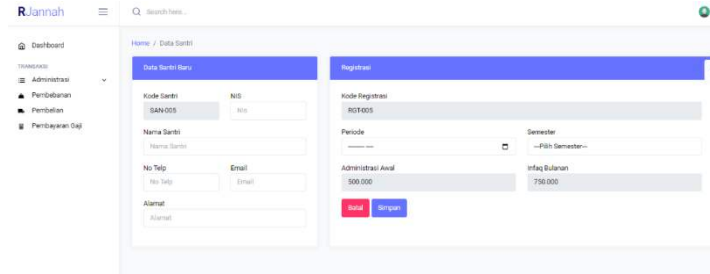 RJannah
Search here...
Dashboard
TRANSAKSI
Administrasi
Pembebanan
Pembelian
Pembayaran Gaji
Home / Data Santri
Data Santri Baru
Kode Santri
NIS
SAN-005
Nis
Nama Santri
Nama Santri
No Telp
Email
No Telp
Email
Alamat
Alamat
Registrasi
Kode Registrasi
RGT-005
Periode
Semester
--------- ----
--Pilih Semester--
Administrasi Awal
Infaq Bulanan
500.000
750.000
Batal
Simpan